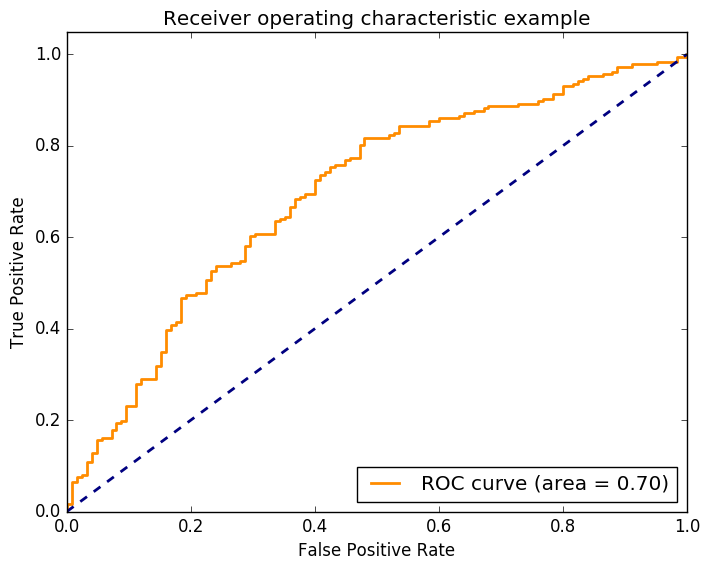 Receiver operating characteristic example
True Positive Rate
1.0
0.8
0.6
0.4
0.2
0.0
ROC curve (area = 0.70)
0.0 0.2 0.4 0.6 0.8 1.0
False Positive Rate